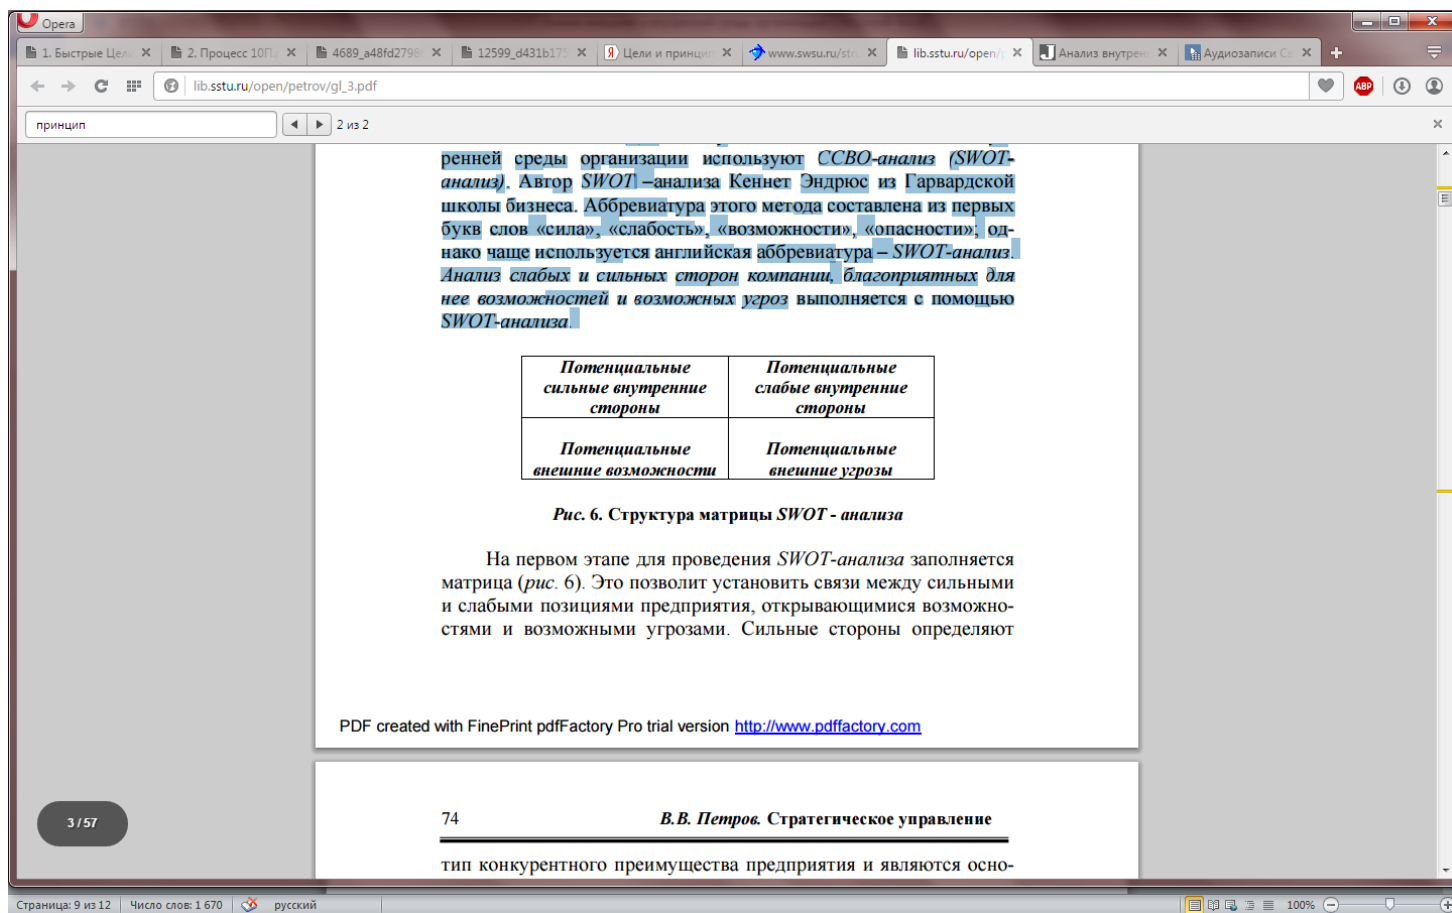 Opera
1. Быстрые Цел
2. Процесс 10П.
4689_a48fd2798
12599_d431b175
Цели и принцип
www.swsu.ru/str
lib.sstu.ru/open/p
Анализ внутрен
Аудиозаписи Св
lib.sstu.ru/open/petrov/gl_3.pdf
ABP
принцип
2 из 2
ренней среды организации используют ССВО-анализ (SWOT-
анализ). Автор SWOT –анализа Кеннет Эндрюс из Гарвардской
школы бизнеса. Аббревиатура этого метода составлена из первых
букв слов «сила», «слабость», «возможности», «опасности»; од-
нако чаще используется английская аббревиатура – SWOT-анализ.
Анализ слабых и сильных сторон компании, благоприятных для
нее возможностей и возможных угроз выполняется с помощью
SWOT-анализа.
Потенциальные
сильные внутренние
стороны
Потенциальные
слабые внутренние
стороны
Потенциальные
внешние возможности
Потенциальные
внешние угрозы
Рис. 6. Структура матрицы SWOT - анализа
На первом этапе для проведения SWOT-анализа заполняется
матрица (рис. 6). Это позволит установить связи между сильными
и слабыми позициями предприятия, открывающимися возможно-
стями и возможными угрозами. Сильные стороны определяют
PDF created with FinePrint pdfFactory Pro trial version http://www.pdffactory.com
3 / 57
74
В.В. Петров. Стратегическое управление
тип конкурентного преимущества предприятия и являются осно-
Страница: 9 из 12
Число слов: 1 670
русский
100%